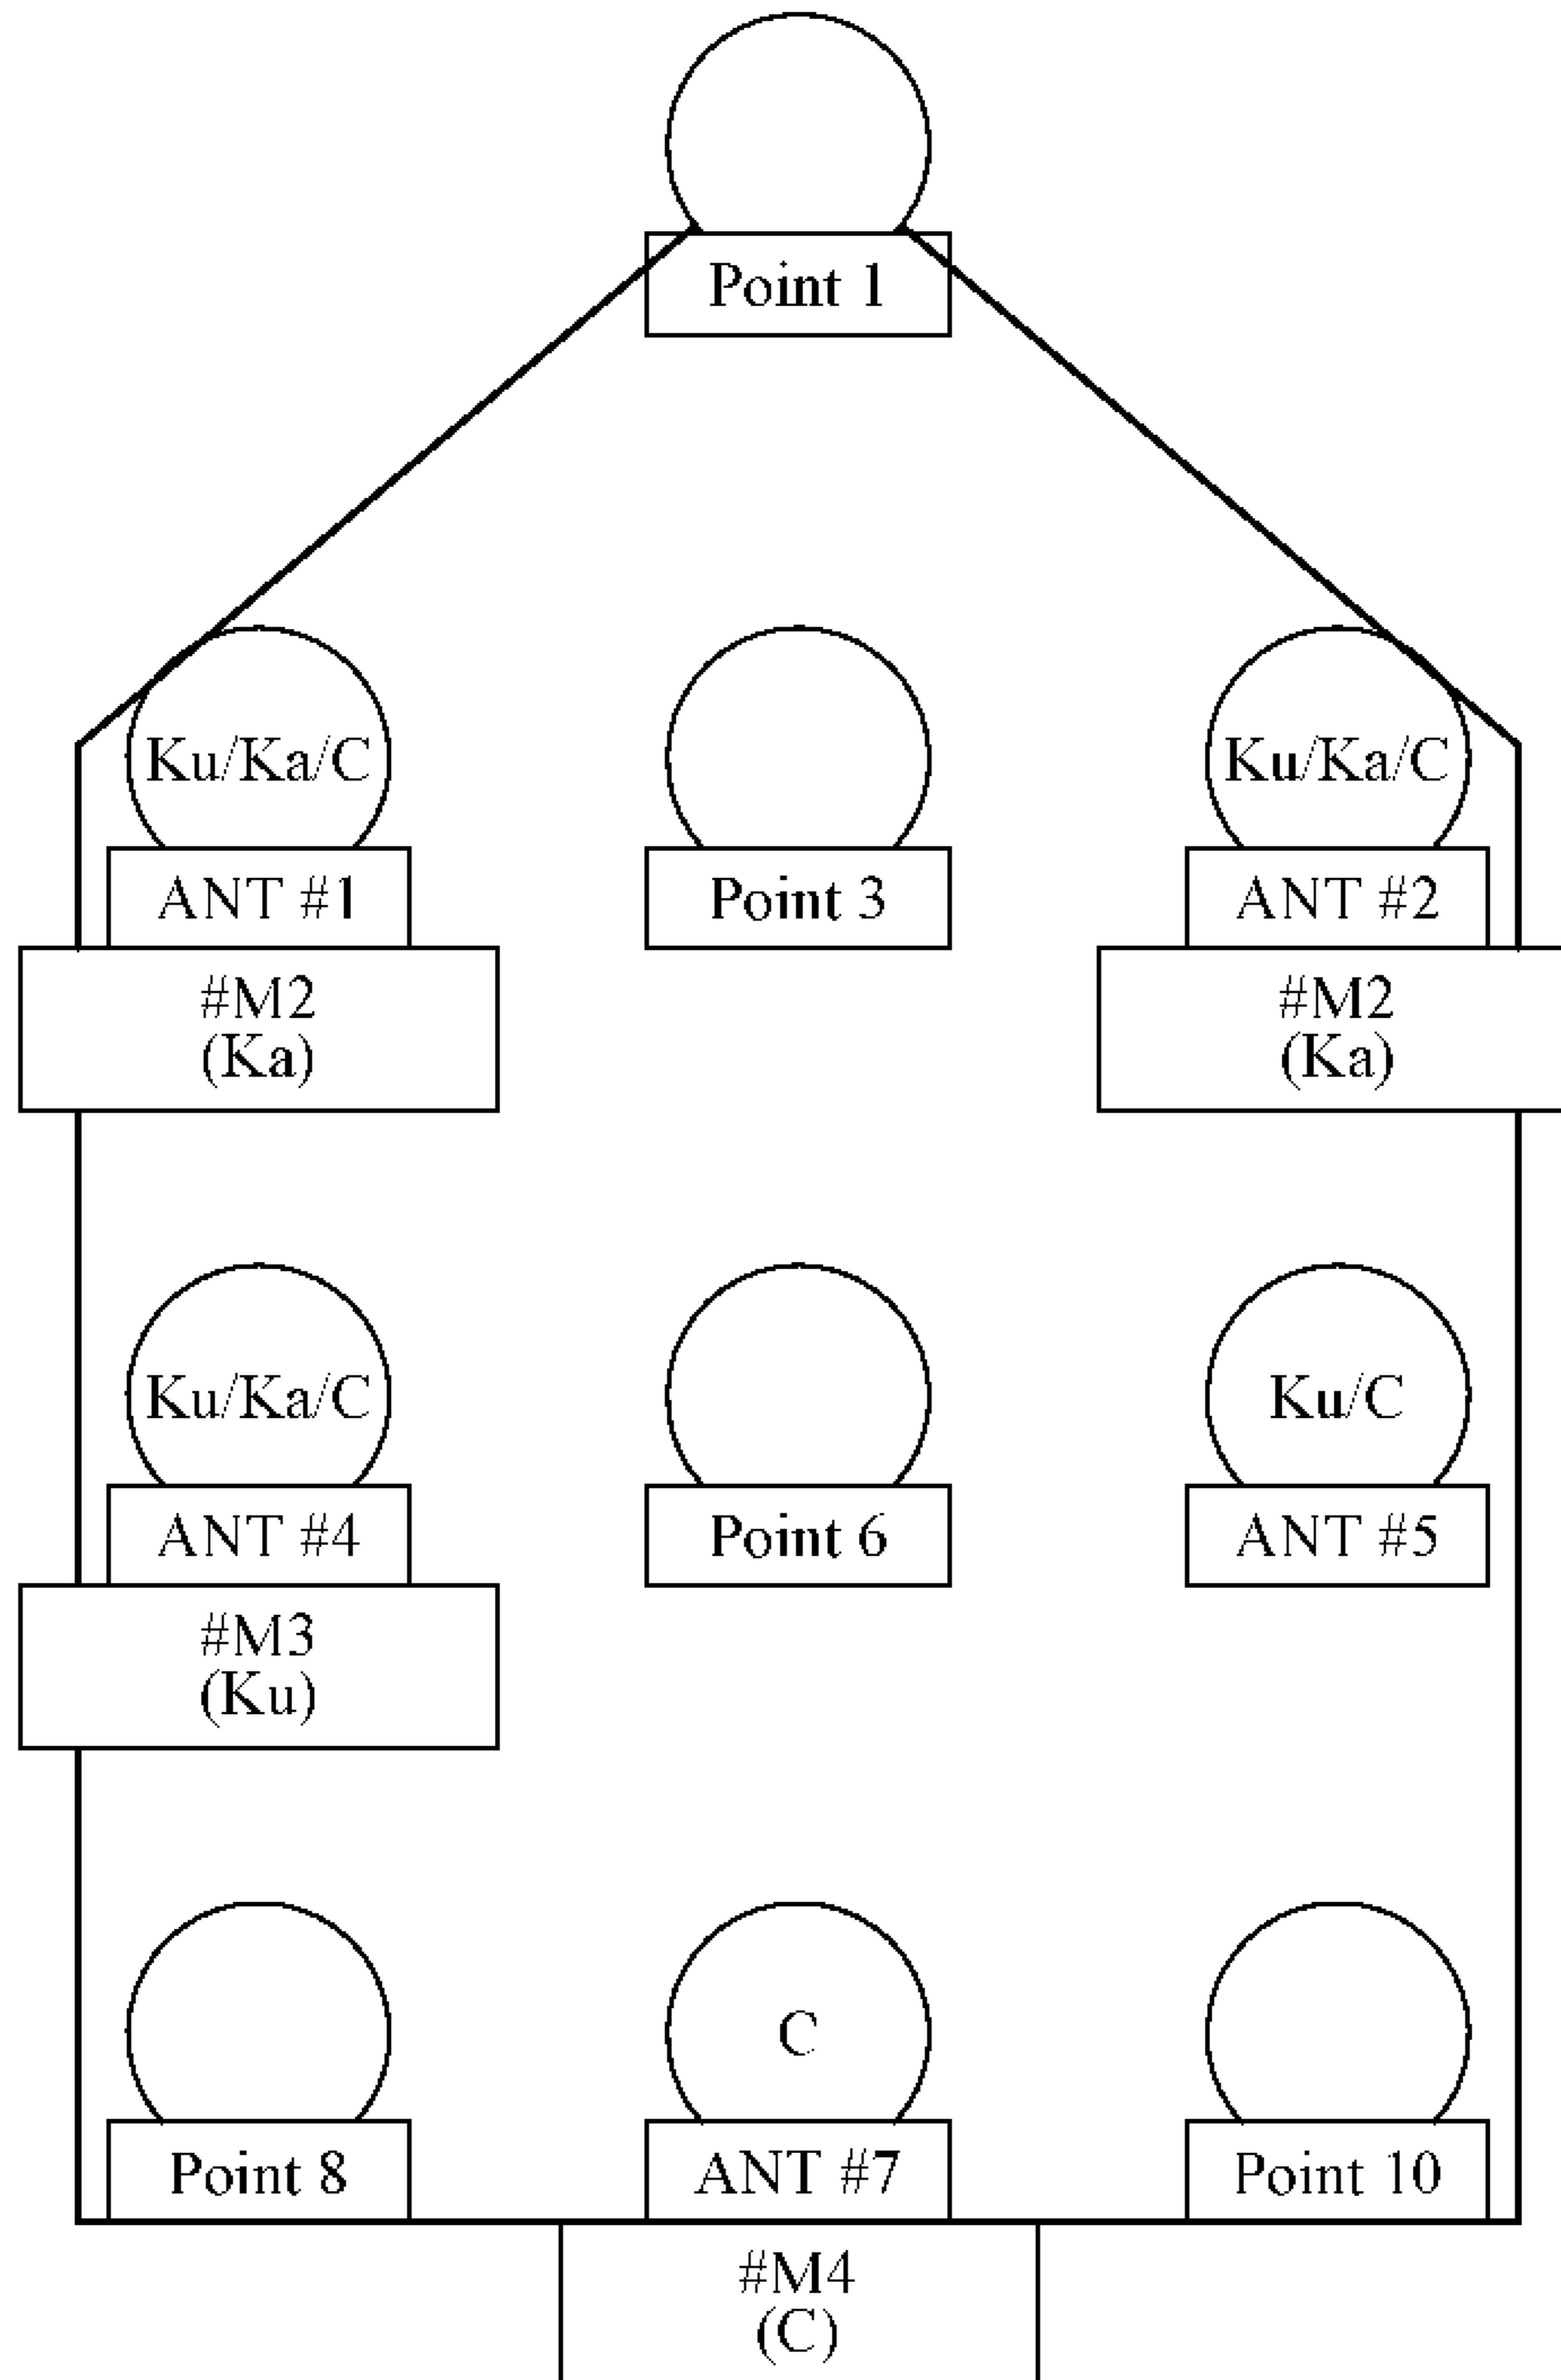 Point 1
Ku/Ka/C
Ku/Ka/C
ANT #1
Point 3
ANT #2
#M2
(Ka)
#M2
(Ka)
Ku/Ka/C
Ku/C
ANT #4
Point 6
ANT #5
#M3
(Ku)
C
Point 8
ANT #7
Point 10
#M4
(C)